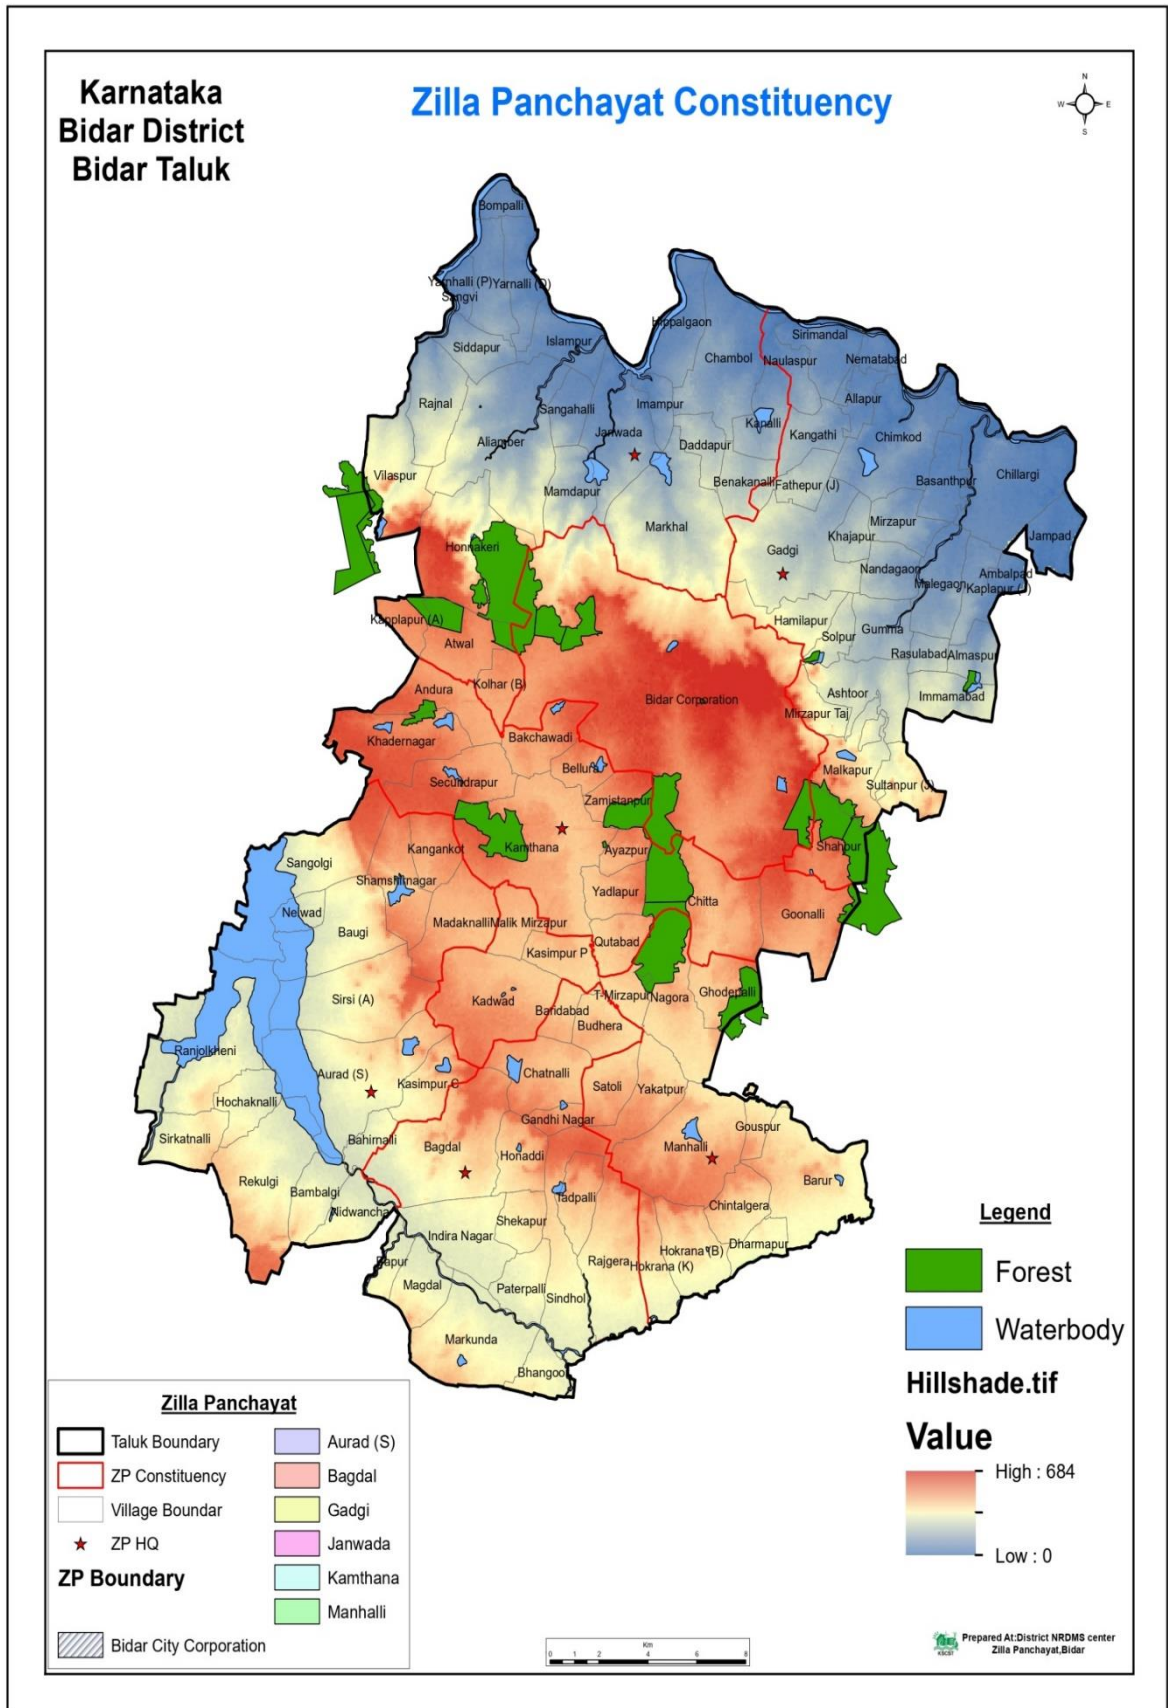 Karnataka
Bidar District
Bidar Taluk
Zilla Panchayat Constituency
N
W
E
S
Bompalli
Yarnhalli (P)
Yarnalli (D)
Sangvi
Siddapur
Islampur
Hippalgaon
Sirimandal
Chambol
Naulaspur
Nematabad
Rajnal
Sangahalli
Imampur
Allapur
Aliamber
Janwada
Daddapur
Kanalli
Kangathi
Chimkod
Vilaspur
Mamdapur
Benakanalli
Fathepur (J)
Basanthpur
Chillargi
Markhal
Mirzapur
Khajapur
Jampad
Honnakeri
Gadgi
Nandagaon
Malegaon
Ambalpad
Kaplapur (J)
Kapplapur (A)
Atwal
Hamilapur
Solpur
Gumma
Rasulabad
Almaspur
Andura
Kolhar (B)
Bidar Corporation
Ashtoor
Immamabad
Mirzapur Taj
Khadernagar
Bakchawadi
Secundrapur
Bellura
Malkapur
Sultanpur (J)
Zamistanpur
Kangankot
Kamthana
Ayazpur
Shahpur
Sangolgi
Shamshirnagar
Yadlapur
Chitta
Goonalli
Nelwad
Baugi
Madaknalli
Malik Mirzapur
Kasimpur P
Qutabad
Sirsi (A)
Kadwad
Baridabad
T-Mirzapur
Nagora
Ghodepalli
Budhera
Ranjolkheni
Aurad (S)
Kasimpur C
Chatnalli
Satoli
Yakatpur
Hochaknalli
Gandhi Nagar
Gouspur
Sirkatnalli
Bahirnalli
Bagdal
Honaddi
Manhalli
Rekulgi
Bambalgi
Tadpalli
Barur
Nidwancha
Shekapur
Chintalgera
Indira Nagar
Rajgera
Hokrana (B)
Dharmapur
Hokrana (K)
Bapur
Magdal
Paterpalli
Sindhol
Markunda
Bhangoor
Legend
Forest
Waterbody
Hillshade.tif
Value
High : 684
Low : 0
Zilla Panchayat
Taluk Boundary
ZP Constituency
Village Boundar
ZP HQ
ZP Boundary
Bidar City Corporation
Aurad (S)
Bagdal
Gadgi
Janwada
Kamthana
Manhalli
Km
0 1 2 4 6 8
KSCST
Prepared At:District NRDMS center
Zilla Panchayat,Bidar